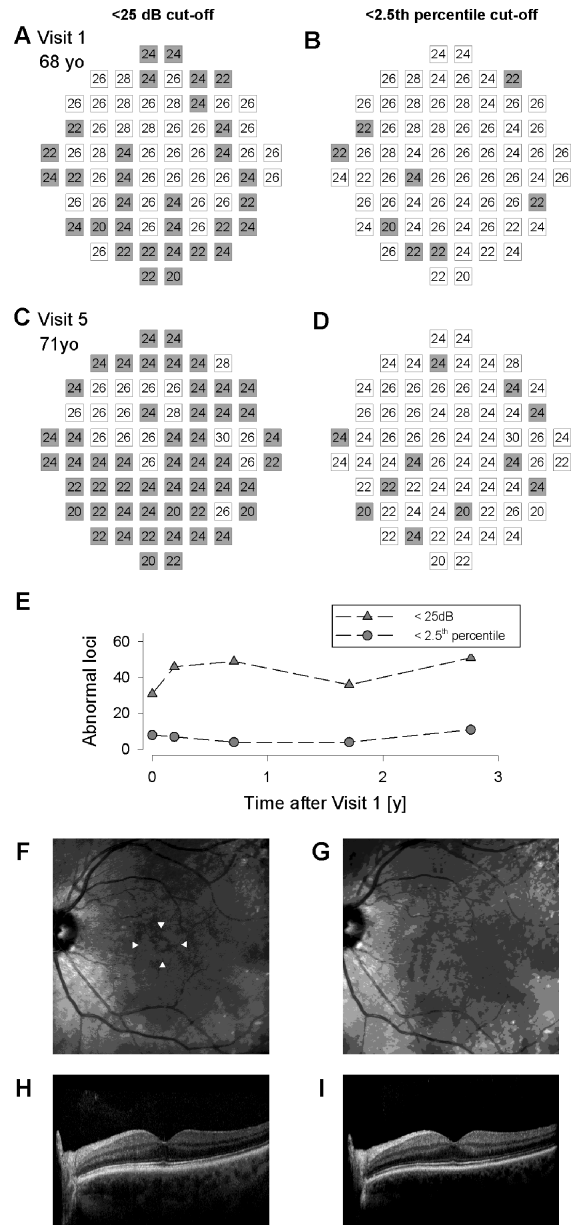 <25 dB cut-off
<2.5th percentile cut-off
A Visit 1
68 yo
24 24
26 28 24 26 24 22
26 26 28 26 28 24 26 26
22 26 28 28 26 26 24 26
22 26 28 24 26 26 26 24 26 26
24 22 26 24 26 26 26 26 24 26
26 26 24 26 24 24 26 22
24 20 24 26 24 26 22 24
26 22 22 24 22 24
22 20
B
24 24
26 28 24 26 24 22
26 26 28 26 28 24 26 26
22 26 28 28 26 26 24 26
22 26 28 24 26 26 26 24 26 26
24 22 26 24 26 26 26 26 24 26
26 26 24 26 24 24 26 22
24 20 24 26 24 26 22 24
26 22 22 24 22 24
22 20
C Visit 5
71yo
24 24
24 24 24 24 24 28
24 26 26 26 26 24 24 24
26 26 26 24 28 24 24 24
24 24 26 26 26 24 24 30 26 24
24 24 24 24 26 24 24 24 26 22
22 22 22 24 24 24 24 24
20 22 24 24 20 22 26 20
22 24 22 24 24 24
20 22
D
24 24
24 24 24 24 24 28
24 26 26 26 26 24 24 24
26 26 26 24 28 24 24 24
24 24 26 26 26 24 24 30 26 24
24 24 24 24 26 24 24 24 26 22
22 22 22 24 24 24 24 24
20 22 24 24 20 22 26 20
22 24 22 24 24 24
20 22
E
< 25dB
< 2.5th percentile
Abnormal loci
60
40
20
0
0 1 2 3
Time after Visit 1 [y]
F
G
H
I